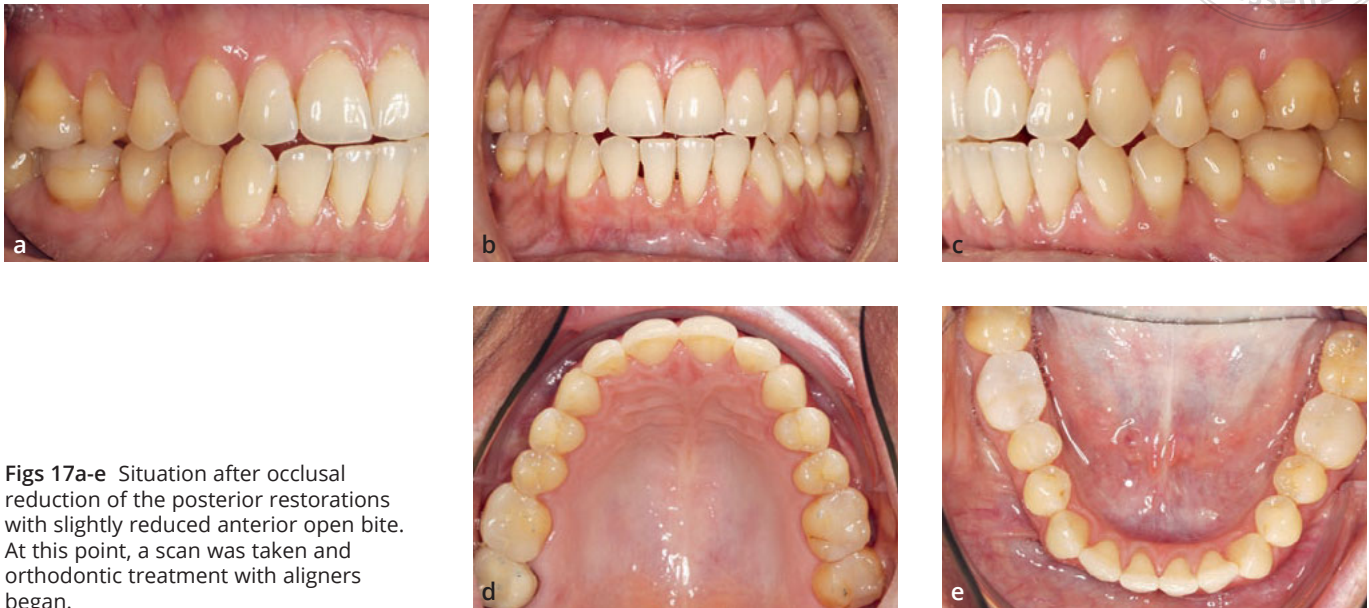 a
b
c
d
e
Figs 17a-e Situation after occlusal
reduction of the posterior restorations
with slightly reduced anterior open bite.
At this point, a scan was taken and
orthodontic treatment with aligners
began.